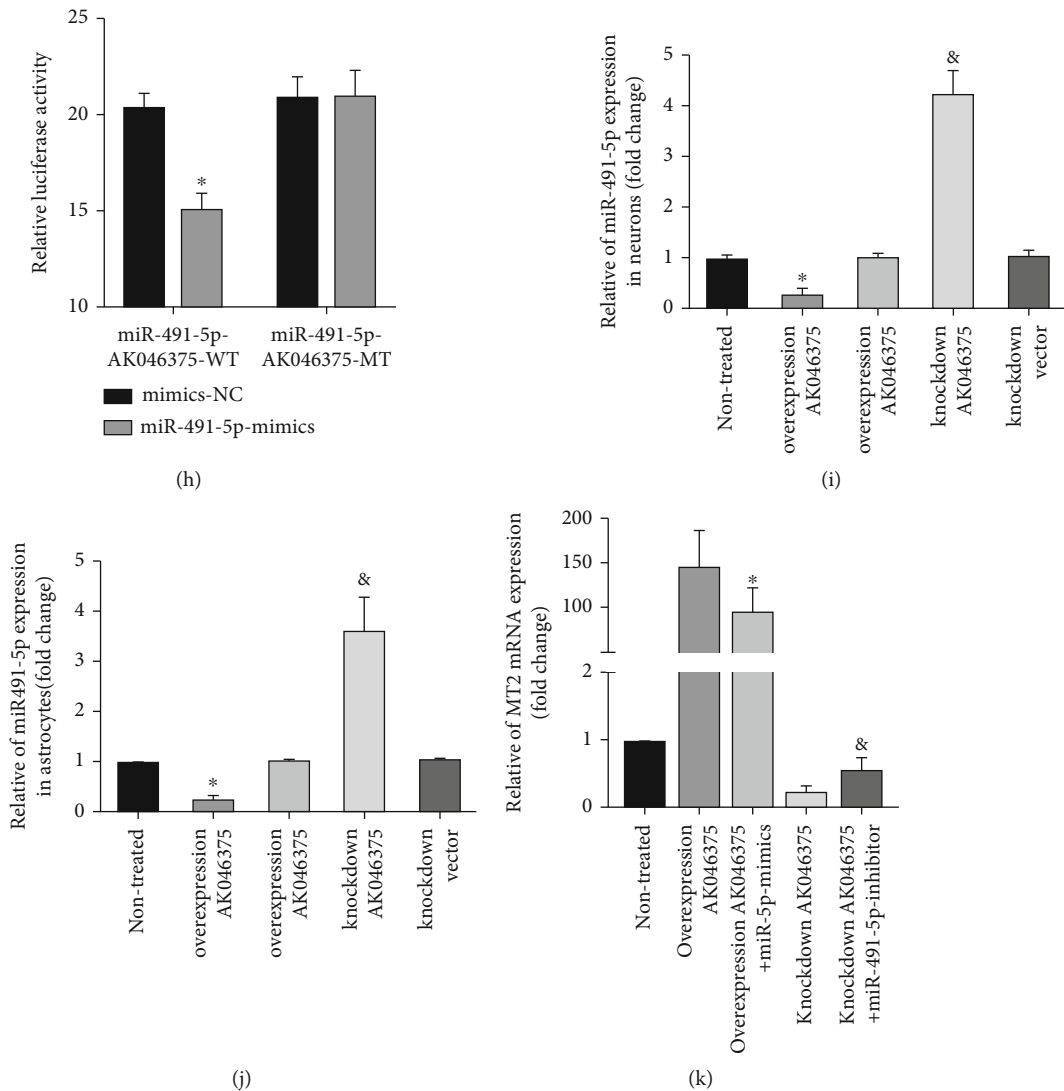 Relative luciferase activity
25
20
15
10
*
miR-491-5p-
AK046375-WT
miR-491-5p-
AK046375-MT
mimics-NC
miR-491-5p-mimics
(h)
Relative of miR-491-5p expression
in neurons (fold change)
5
4
3
2
1
0
*
&
Non-treated
overexpression
AK046375
overexpression
AK046375
knockdown
AK046375
knockdown
vector
(i)
Relative of miR491-5p expression
in astrocytes(fold change)
5
4
3
2
1
0
*
&
Non-treated
overexpression
AK046375
overexpression
AK046375
knockdown
AK046375
knockdown
vector
(j)
Relative of MT2 mRNA expression
(fold change)
200
150
100
2
1
0
*
&
Non-treated
Overexpression
AK046375
Overexpression AK046375
+miR-5p-mimics
Knockdown AK046375
Knockdown AK046375
+miR-491-5p-inhibitor
(k)